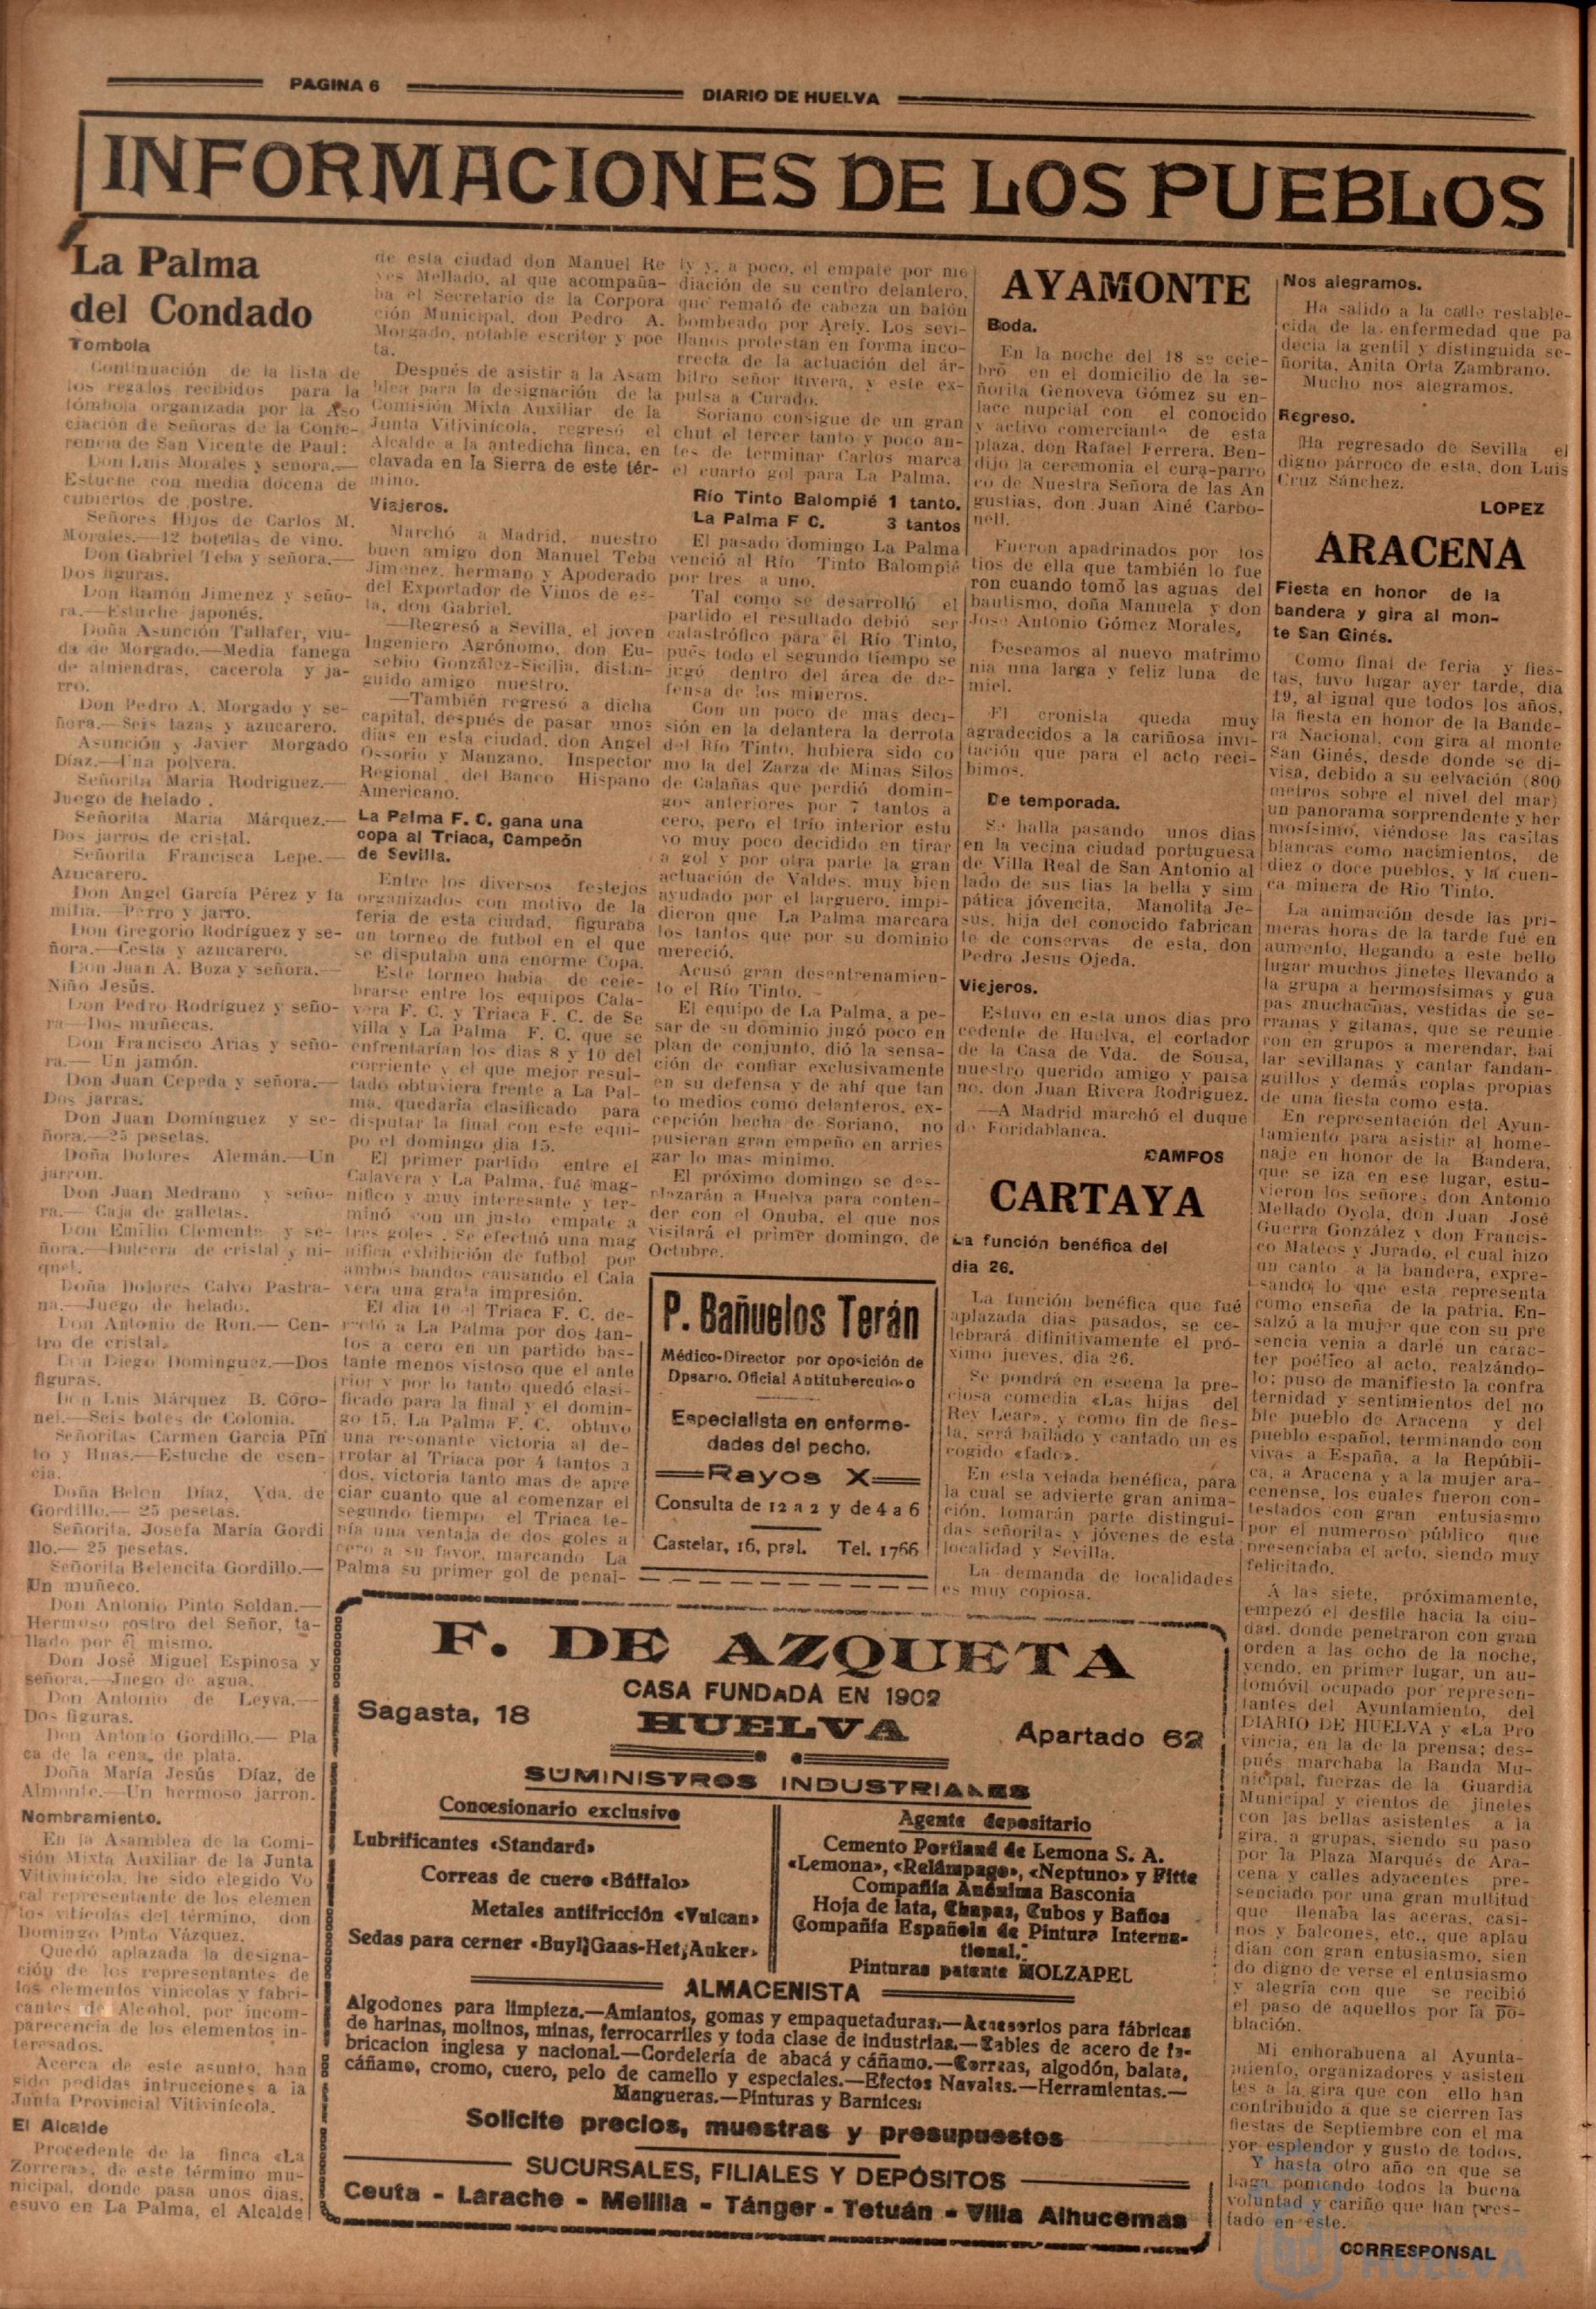 PAGINA 6
DIARIO DE HUELVA
INFORMACIONES DE LOS PUEBLOS
La Palma
del Condado
Tombola
Continuación de la lista de
los regalos recibidos para la
tómbola organizada por la Aso
ciación de Señoras de la Confe-
rencia de San Vicente de Paul:
Don Luis Morales y señora.—
Estuche con media docena de
cubiertos de postre.
Señores Hijos de Carlos M.
Morales.—12 botellas de vino.
Don Gabriel Teba y señora.—
Dos figuras.
Don Ramón Jimenez y seño-
ra.—Estuche japonés.
Doña Asunción Tallafer, viu-
da de Morgado.—Media fanega
de almendras, cacerola y ja-
rro.
Don Pedro A. Morgado y se-
ñora.—Seis tazas y azucarero.
Asunción y Javier Morgado
Díaz.—Una polvera.
Señorita Maria Rodriguez.—
Juego de helado .
Señorita Maria Márquez.—
Dos jarros de cristal.
Señorita Francisca Lepe.—
Azucarero.
Don Angel García Pérez y fa
milia.—Perro y jarro.
Don Gregorio Rodríguez y se-
ñora.—Cesta y azucarero.
Don Juan A. Boza y señora.—
Niño Jesús.
Don Pedro Rodríguez y seño-
ra—Dos muñecas.
Don Francisco Arias y seño-
ra.— Un jamón.
Don Juan Cepeda y señora.—
Dos jarras.
Don Juan Domínguez y se-
ñora.—25 pesetas.
Doña Dolores Alemán.—Un
jarrón.
Don Juan Medrano y seño-
ra.— Caja de galletas.
Don Emilio Clemente y se-
ñora.—Dulcera de cristal y ni-
quel.
Doña Dolores Calvo Pastra-
na.—Juego de helado.
Don Antonio de Ron.— Cen-
tro de cristal.
Don Diego Dominguez.—Dos
figuras.
Don Luis Márquez B. Coro-
nel.—Seis botes de Colonia.
Señoritas Carmen Garcia Pin
to y Huas.—Estuche de esen-
cia.
Doña Belen Díaz, Vda. de
Gordillo.— 25 pesetas.
Señorita Josefa María Gordi
llo.— 25 pesetas.
Señorita Belencita Gordillo.—
Un muñeco.
Don Antonio Pinto Soldan.—
Hermoso rostro del Señor, ta-
llado por él mismo.
Don José Miguel Espinosa y
señora.—Juego de agua.
Don Antonio de Leyva.—
Dos figuras.
Don Antonio Gordillo.— Pla
ca de la cena, de plata.
Doña María Jesús Díaz, de
Almonte.—Un hermoso jarron.
Nombramiento.
En la Asamblea de la Comi-
sión Mixta Auxiliar de la Junta
Vitivinícola, he sido elegido Vo
cal representante de los elemen
tos vitícolas del término, don
Domingo Pinto Vázquez.
Quedó aplazada la designa-
ción de los representantes de
los elementos vinícolas y fabri-
cantes de Alcohol, por incom-
parecencia de los elementos in-
teresados.
Acerca de este asunto, han
sido pedidas intrucciones a la
Junta Provincial Vitivinícola.
El Alcalde
Procedente de la finca «La
Zorrera», de este término mu-
nicipal, donde pasa unos dias,
esuvo en La Palma, el Alcalde
de esta ciudad don Manuel Re
yes Mellado, al que acompaña-
ba el Secretario de la Corpora
ción Municipal, don Pedro A.
Morgado, notable escritor y poe
ta.
Después de asistir a la Asam
blea para la designación de la
Comisión Mixta Auxiliar de la
Junta Vitivinícola, regresó el
Alcalde a la antedicha finca, en
clavada en la Sierra de este tér-
mino.
Viajeros.
Marchó a Madrid, nuestro
buen amigo don Manuel Teba
Jimenez, hermano y Apoderado
del Exportador de Vinos de es-
ta, don Gabriel.
—Regresó a Sevilla, el joven
Ingeniero Agrónomo, don Eu-
sebio González-Sicilia, distin-
guido amigo nuestro.
—También regresó a dicha
capital, después de pasar unos
días en esta ciudad, don Angel
Ossorio y Manzano, Inspector
Regional del Banco Hispano
Americano.
La Palma F. C. gana una
copa al Triaca, Campeón
de Sevilla.
Entre los diversos festejos
organizados con motivo de la
feria de esta ciudad, figuraba
un torneo de futbol en el que
se disputaba una enorme Copa.
Este torneo habia de cele-
brarse entre los equipos Cala-
vera F. C. y Triaca F. C. de Se
villa y La Palma F. C. que se
enfrentarían los dias 8 y 10 del
corriente y el que mejor resul-
tado obtuviera frente a La Pal-
ma, quedaria clasificado para
disputar la final con este equi-
po el domingo dia 15.
El primer partido entre el
Calavera y La Palma, fué mag-
nifico y muy interesante y ter-
minó con un justo empate a
tres goles . Se efectuó una mag
nífica exhibición de futbol por
ambos bandos causando el Cala
vera una grata impresión.
El dia 10 el Triaca F. C. de-
rrotó a La Palma por dos tan-
tos a cero en un partido bas-
tante menos vistoso que el ante
rior y por lo tanto quedó clasi-
ficado para la final y el domin-
go 15, La Palma F. C. obtuvo
una resonante victoria al de-
rrotar al Triaca por 4 tantos a
dos, victoria tanto mas de apre
ciar cuanto que al comenzar el
segundo tiempo el Triaca te-
nía una ventaja de dos goles a
cero a su favor, marcando La
Palma su primer gol de penal-
ty y, a poco, el empate por me
diación de su centro delantero,
que remató de cabeza un balón
bombeado por Arely. Los sevi-
llanos protestan en forma inco-
rrecta de la actuación del ár-
bitro señor Rivera, y este ex-
pulsa a Curado.
Soriano consigue de un gran
chut el tercer tanto y poco an-
tes de terminar Carlos marca
el cuarto gol para La Palma.
Río Tinto Balompié 1 tanto.
La Palma F C. 3 tantos
El pasado domingo La Palma
venció al Río Tinto Balompié
por tres a uno.
Tal como se desarrolló el
partido el resultado debió ser
catastrófico para el Río Tinto,
pués todo el segundo tiempo se
jugó dentro del área de de-
fensa de los mineros.
Con un poco de mas deci-
sión en la delantera la derrota
del Río Tinto, hubiera sido co
mo la del Zarza de Minas Silos
de Calañas que perdió domin-
gos anteriores por 7 tantos a
cero, pero el trío interior estu
vo muy poco decidido en tirar
a gol y por otra parte la gran
actuación de Valdes, muy bien
ayudado por el larguero, impi-
dieron que La Palma marcara
los tantos que por su dominio
mereció.
Acusó gran desentrenamien-
to el Río Tinto. –
El equipo de La Palma, a pe-
sar de su dominio jugó poco en
plan de conjunto, dió la sensa-
ción de confiar exclusivamente
en su defensa y de ahí que tan
to medios como delanteros, ex-
cepción hecha de Soriano, no
pusieran gran empeño en arries
gar lo mas mínimo.
El próximo domingo se des-
plazarán a Huelva para conten-
der con el Onuba, el que nos
visitará el primer domingo, de
Octubre.
P. Bañuelos Terán
Médico-Director por oposición de
Dpsario. Oficial Antituberculoso
Especialista en enferme-
dades del pecho.
Rayos X
Consulta de 12 a 2 y de 4 a 6
Castelar, 16, pral. Tel. 1766
AYAMONTE
Boda.
En la noche del 18 se cele-
bró en el domicilio de la se-
ñorita Genoveva Gómez su en-
lace nupcial con el conocido
y activo comerciante de esta
plaza, don Rafael Ferrera. Ben-
dijo la ceremonia el cura-parro
co de Nuestra Señora de las An
gustias, don Juan Ainé Carbo-
nell.
Fueron apadrinados por los
tios de ella que también lo fue
ron cuando tomó las aguas del
bautismo, doña Manuela y don
José Antonio Gómez Morales,
Deseamos al nuevo matrimo
nia una larga y feliz luna de
miel.
El cronista queda muy
agradecidos a la cariñosa invi-
tación que para el acto reci-
bimos.
De temporada.
Se halla pasando unos dias
en la vecina ciudad portuguesa
de Villa Real de San Antonio al
lado de sus tias la bella y sim
pática jóvencita, Manolita Je-
sus, hija del conocido fabrican
te de conservas de esta, don
Pedro Jesus Ojeda.
Viejeros.
Estuvo en esta unos dias pro
cedente de Huelva, el cortador
de la Casa de Vda. de Sousa,
nuestro querido amigo y paisa
no, don Juan Rivera Rodríguez.
—A Madrid marchó el duque
de Foridablanca.
CAMPOS
CARTAYA
La función benéfica del
dia 26.
La función benéfica que fué
aplazada dias pasados, se ce-
lebrará difinitivamente el pró-
ximo jueves, dia 26.
Se pondrá en escena la pre-
ciosa comedia «Las hijas del
Rey Lear», y como fin de fies-
ta, será bailado y cantado un es
cogido «fado».
En esta velada benéfica, para
la cual se advierte gran anima-
ción, tomarán parte distingui-
das señoritas y jóvenes de esta
localidad y Sevilla.
La demanda de localidades
es muy copiosa.
Nos alegramos.
Ha salido a la calle restable-
cida de la enfermedad que pa
decia la gentil y distinguida se-
ñorita, Anita Orta Zambrano.
Mucho nos alegramos.
Regreso.
Ha regresado de Sevilla el
digno párroco de esta, don Luis
Cruz Sánchez.
LOPEZ
ARACENA
Fiesta en honor de la
bandera y gira al mon-
te San Ginés.
Como final de feria y fies-
tas, tuvo lugar ayer tarde, dia
19, al igual que todos los años,
la fiesta en honor de la Bande-
ra Nacional, con gira al monte
San Ginés, desde donde se di-
visa, debido a su eelvación (800
metros sobre el nivel del mar)
un panorama sorprendente y her
mosísimo, viéndose las casitas
blancas como nacimientos, de
diez o doce pueblos, y la cuen-
ca minera de Rio Tinto.
La animación desde las pri-
meras horas de la tarde fué en
aumento, llegando a este bello
lugar muchos jinetes llevando a
la grupa a hermosísimas y gua
pas muchachas, vestidas de se-
rranas y gitanas, que se reunie
ron en grupos a merendar, bai
lar sevillanas y cantar fandan-
guillos y demás coplas propias
de una fiesta como esta.
En representación del Ayun-
tamiento para asistir al home-
naje en honor de la Bandera,
que se iza en ese lugar, estu-
vieron los señores don Antonio
Mellado Oyola, don Juan José
Guerra González y don Francis-
co Mateos y Jurado, el cual hizo
un canto a la bandera, expre-
sando lo que esta representa
como enseña de la patria. En-
salzó a la mujer que con su pre
sencia venia a darle un carac-
ter poético al acto, realzándo-
lo; puso de manifiesto la confra
ternidad y sentimientos del no
ble pueblo de Aracena y del
pueblo español, terminando con
vivas a España, a la Repúbli-
ca, a Aracena y a la mujer ara-
cenense, los cuales fueron con-
testados con gran entusiasmo
por el numeroso público que
presenciaba el acto, siendo muy
felicitado.
A las siete, próximamente,
empezó el desfile hacia la ciu-
dad, donde penetraron con gran
orden a las ocho de la noche,
yendo, en primer lugar, un au-
tomóvil ocupado por represen-
tantes del Ayuntamiento, del
DIARIO DE HUELVA y «La Pro
vincia, en la de la prensa; des-
pués marchaba la Banda Mu-
nicipal, fuerzas de la Guardia
Municipal y cientos de jinetes
con las bellas asistentes a la
gira, a grupas, siendo su paso
por la Plaza Marqués de Ara-
cena y calles adyacentes pre-
senciado por una gran multitud
que llenaba las aceras, casi-
nos y balcones, etc., que aplau
dian con gran entusiasmo, sien
do digno de verse el entusiasmo
y alegría con que se recibió
el paso de aquellos por la po-
blación.
Mi enhorabuena al Ayunta-
miento, organizadores y asisten
tes a la gira que con ello han
contribuido a que se cierren las
fiestas de Septiembre con el ma
yor esplendor y gusto de todos.
Y hasta otro año en que se
haga poniendo todos la buena
voluntad y cariño que han pres-
tado en este.
CORRESPONSAL
F. DE AZQUETA
CASA FUNDADA EN 1902
Sagasta, 18 HUELVA Apartado 62
SUMINISTROS INDUSTRIALES
Concesionario exclusivo
Lubrificantes «Standard»
Correas de cuero «Búffalo»
Metales antifricción «Vulcan»
Sedas para cerner «Buyl Gaas-Het Anker»
Agente depositario
Cemento Portland de Lemona S. A.
«Lemona», «Relámpago», «Neptuno» y Fitte
Compañía Anónima Basconia
Hoja de lata, Chapas, Cubos y Baños
Compañía Española de Pintura Interna-
tional.
Pinturas patente MOLZAPEL
ALMACENISTA
Algodones para limpieza.—Amiantos, gomas y empaquetaduras.—Accesorios para fábricas
de harinas, molinos, minas, ferrocarriles y toda clase de industrias.—Cables de acero de fa-
bricacion inglesa y nacional—Cordelería de abacá y cáñamo.—Correas, algodón, balata,
cáñamo, cromo, cuero, pelo de camello y especiales.—Efectos Navales.—Herramientas.—
Mangueras.—Pinturas y Barnices.
Solicite precios, muestras y presupuestos
SUCURSALES, FILIALES Y DEPÓSITOS
Ceuta - Larache - Melilla - Tánger - Tetuán - Villa Alhucemas
Ayuntamiento de
HUELVA